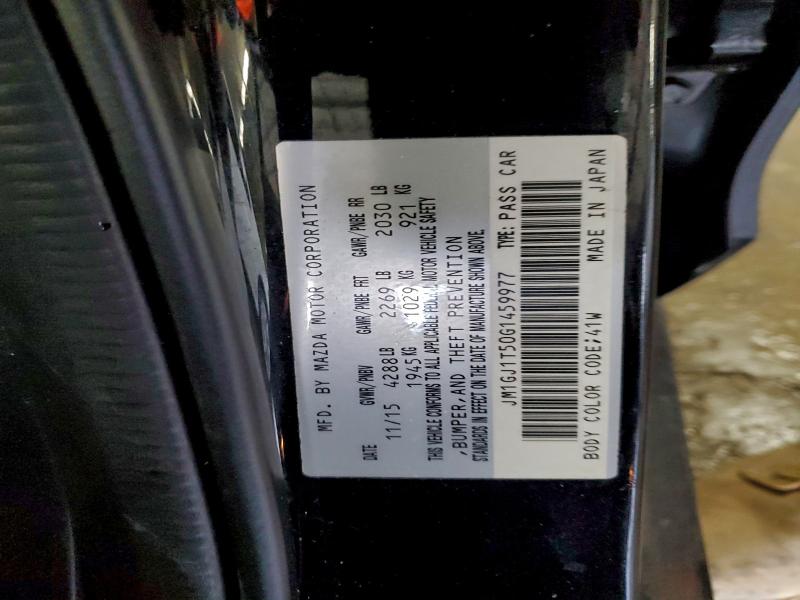 MFD. BY MAZDA MOTOR CORPORATION
DATE GVWR/PNBV GAWR/PNBE FRT GAWR/PNBE RR
11/15 4288LB 2269 LB 2030 LB
1945KG 1029 KG 921 KG
THIS VEHICLE CONFORMS TO ALL APPLICABLE FEDERAL MOTOR VEHICLE SAFETY
,BUMPER,AND THEFT PREVENTION
STANDARDS IN EFFECT ON THE DATE OF MANUFACTURE SHOWN ABOVE.
JM1GJ1T50G1459977 TYPE: PASS CAR
BODY COLOR CODE;41W MADE IN JAPAN